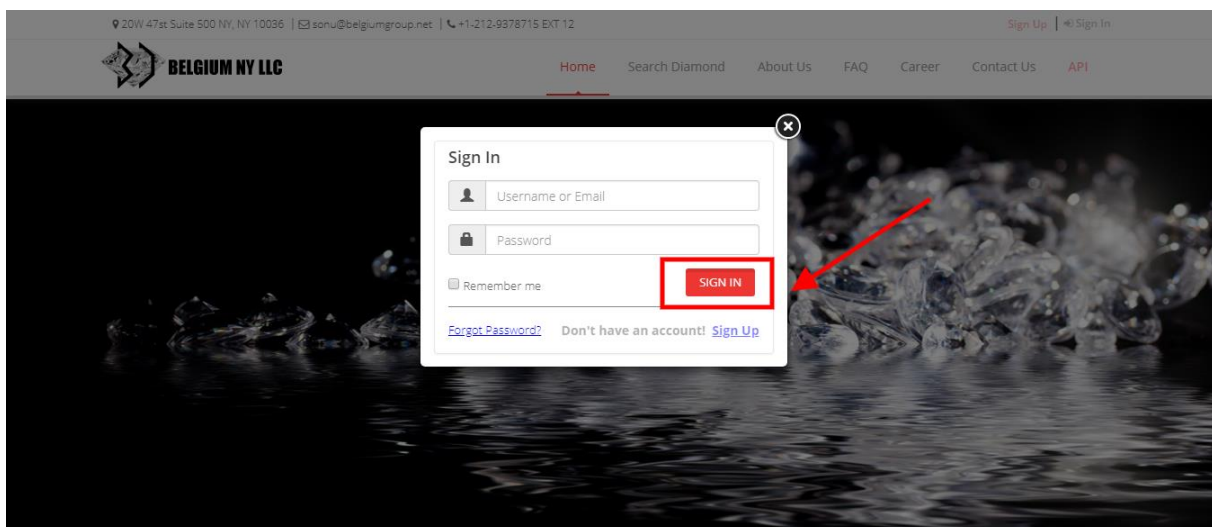 20W 47st Suite 500 NY, NY 10036 | sonu@belgiumgroup.net | +1-212-9378715 EXT 12 Sign Up | Sign In
BELGIUM NY LLC Home Search Diamond About Us FAQ Career Contact Us API
Sign In
Username or Email
Password
Remember me SIGN IN
Forgot Password? Don't have an account! Sign Up